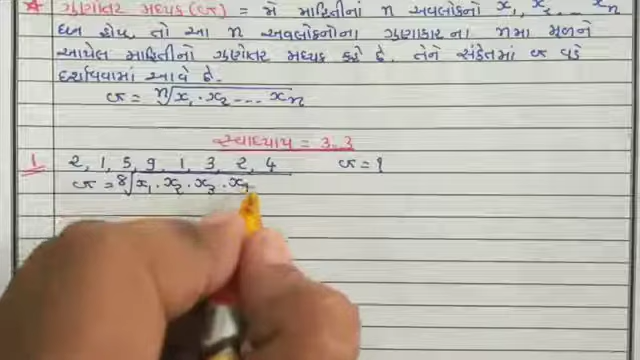 ★ ગુણોતર મધ્યક (ળ) = જે માહિતીનાં n અવલોકનો x₁, x₂, ... xₙ
ધન હોય તો આ n અવલોકનોના ગુણાકારના nમા મૂળને
આપેલ માહિતીનો ગુણોતર મધ્યક કહે છે. તેને સંકેતમાં ળ વડે
દર્શાવવામાં આવે છે.
ળ = ⁿ√x₁ · x₂ --- xₙ
સ્વાધ્યાય = 3.3
1 2, 1, 5, 9, 1, 3, 2, 4 ળ = ?
ળ = ⁸√x₁ · x₂ · x₃ · x₄